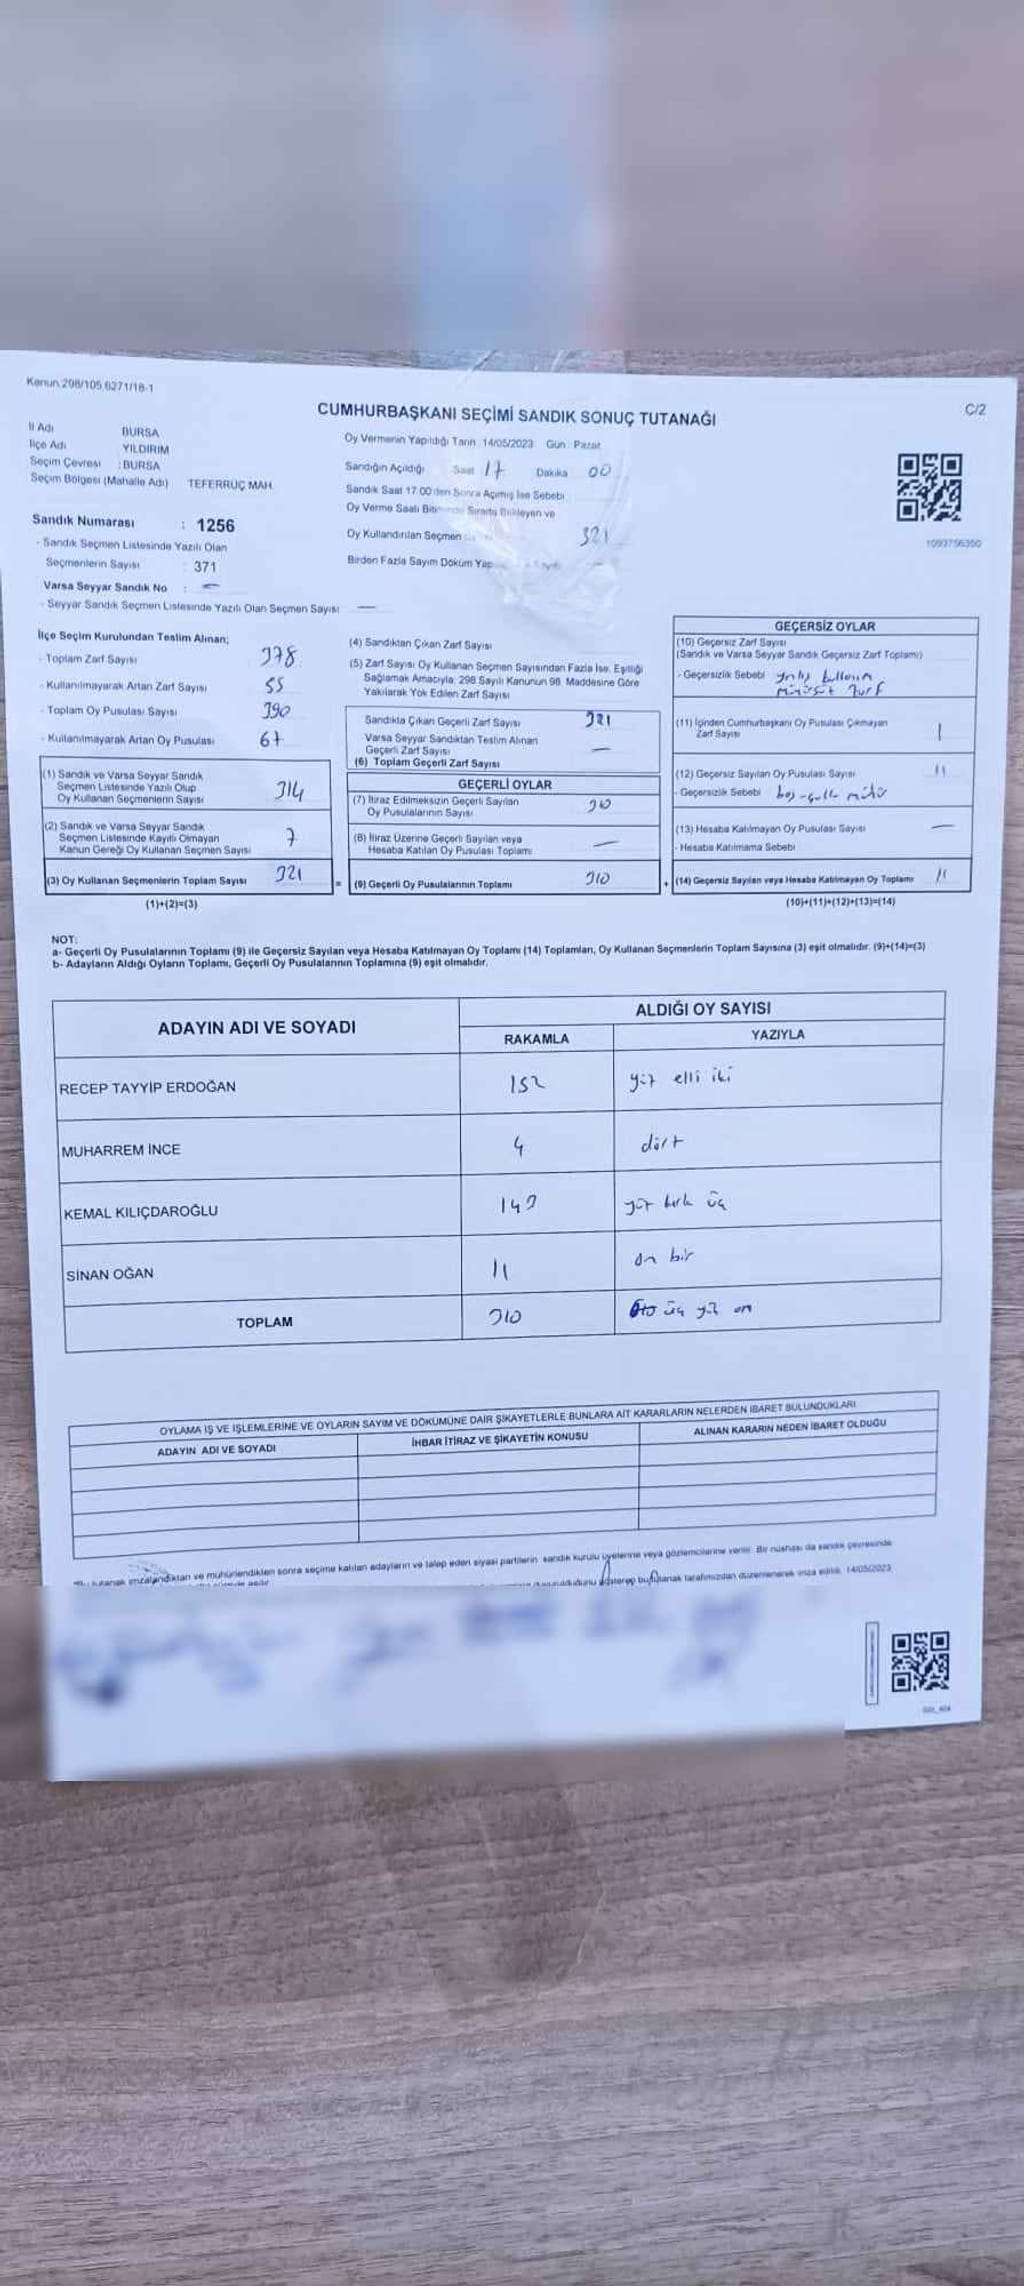 Kanun 298/105 6271/18-1
C/2
CUMHURBAŞKANI SEÇİMİ SANDIK SONUÇ TUTANAĞI
İl Adı BURSA
İlçe Adı YILDIRIM
Seçim Çevresi : BURSA
Seçim Bölgesi (Mahalle Adı) TEFERRÜÇ MAH.
Oy Vermenin Yapıldığı Tarih 14/05/2023 Gün : Pazar
Sandığın Açıldığı Saat 17 Dakika 00
Sandık Saat 17:00'den Sonra Açımış İse Sebebi
Oy Verme Saati Sırada Bekleyen ve
Oy Kullandırılan Seçmen 321
Birden Fazla Sayım Döküm
1093756350
Sandık Numarası : 1256
- Sandık Seçmen Listesinde Yazılı Olan
Seçmenlerin Sayısı 371
Varsa Seyyar Sandık No : —
- Seyyar Sandık Seçmen Listesinde Yazılı Olan Seçmen Sayısı —
İlçe Seçim Kurulundan Teslim Alınan;
- Toplam Zarf Sayısı 378
- Kullanılmayarak Artan Zarf Sayısı 55
- Toplam Oy Pusulası Sayısı 390
- Kullanılmayarak Artan Oy Pusulası 67
(1) Sandık ve Varsa Seyyar Sandık
Seçmen Listesinde Yazılı Olup
Oy Kullanan Seçmenlerin Sayısı 314
(2) Sandık ve Varsa Seyyar Sandık
Seçmen Listesinde Kayıtlı Olmayan
Kanun Gereği Oy Kullanan Seçmen Sayısı 7
(3) Oy Kullanan Seçmenlerin Toplam Sayısı 321
(1)+(2)=(3)
(4) Sandıktan Çıkan Zarf Sayısı
(5) Zarf Sayısı Oy Kullanan Seçmen Sayısından Fazla İse, Eşitliği
Sağlamak Amacıyla; 298 Sayılı Kanunun 98. Maddesine Göre
Yakılarak Yok Edilen Zarf Sayısı
Sandıkta Çıkan Geçerli Zarf Sayısı 321
Varsa Seyyar Sandıktan Teslim Alınan
Geçerli Zarf Sayısı —
(6) Toplam Geçerli Zarf Sayısı
GEÇERLİ OYLAR
(7) İtiraz Edilmeksizin Geçerli Sayılan
Oy Pusulalarının Sayısı 310
(8) İtiraz Üzerine Geçerli Sayılan veya
Hesaba Katılan Oy Pusulası Toplamı —
= (9) Geçerli Oy Pusulalarının Toplamı 310
GEÇERSİZ OYLAR
(10) Geçersiz Zarf Sayısı
(Sandık ve Varsa Seyyar Sandık Geçersiz Zarf Toplamı)
- Geçersizlik Sebebi
(11) İçinden Cumhurbaşkanı Oy Pusulası Çıkmayan
Zarf Sayısı 1
(12) Geçersiz Sayılan Oy Pusulası Sayısı 11
- Geçersizlik Sebebi
(13) Hesaba Katılmayan Oy Pusulası Sayısı —
- Hesaba Katılmama Sebebi
+ (14) Geçersiz Sayılan veya Hesaba Katılmayan Oy Toplamı 11
(10)+(11)+(12)+(13)=(14)
NOT:
a- Geçerli Oy Pusulalarının Toplamı (9) ile Geçersiz Sayılan veya Hesaba Katılmayan Oy Toplamı (14) Toplamları, Oy Kullanan Seçmenlerin Toplam Sayısına (3) eşit olmalıdır. (9)+(14)=(3)
b- Adayların Aldığı Oyların Toplamı, Geçerli Oy Pusulalarının Toplamına (9) eşit olmalıdır.
ADAYIN ADI VE SOYADI
ALDIĞI OY SAYISI
RAKAMLA YAZIYLA
RECEP TAYYİP ERDOĞAN 152 yüz elli iki
MUHARREM İNCE 4 dört
KEMAL KILIÇDAROĞLU 143 yüz kırk üç
SİNAN OĞAN 11 on bir
TOPLAM 310 üç yüz on
OYLAMA İŞ VE İŞLEMLERİNE VE OYLARIN SAYIM VE DÖKÜMÜNE DAİR ŞİKAYETLERLE BUNLARA AİT KARARLARIN NELERDEN İBARET BULUNDUKLARI
ADAYIN ADI VE SOYADI İHBAR İTİRAZ VE ŞİKAYETİN KONUSU ALINAN KARARIN NEDEN İBARET OLDUĞU
tutanak imzalandıktan ve mühürlendikten sonra seçime katılan adayların ve talep eden siyasi partilerin sandık kurulu üyelerine veya gözlemcilerine verilir. Bir nüshası da sandık çevresinde
tarafımızdan düzenlenerek imza edildi. 14/05/2023